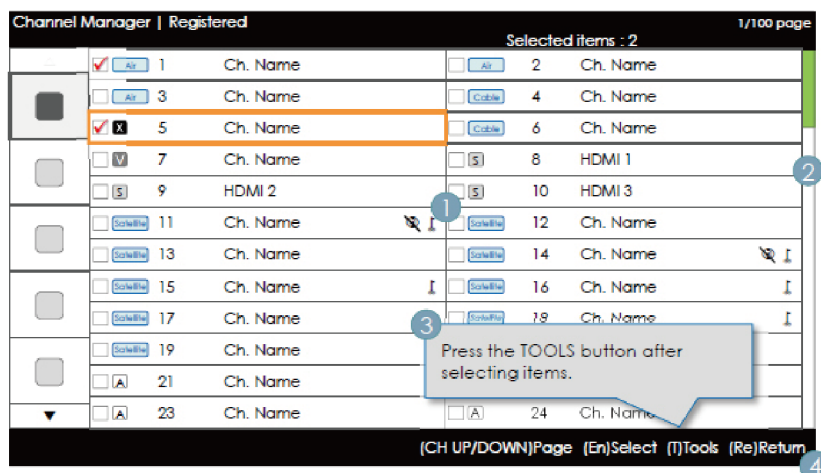 Channel Manager | Registered
1/100 page
Selected items : 2
Air 1 Ch. Name
Air 2 Ch. Name
Air 3 Ch. Name
Cable 4 Ch. Name
X 5 Ch. Name
Cable 6 Ch. Name
V 7 Ch. Name
S 8 HDMI 1
2
S 9 HDMI 2
S 10 HDMI 3
1
Satellite 11 Ch. Name
Satellite 12 Ch. Name
Satellite 13 Ch. Name
Satellite 14 Ch. Name
Satellite 15 Ch. Name
Satellite 16 Ch. Name
Satellite 17 Ch. Name
Satellite 18 Ch. Name
3
Press the TOOLS button after
selecting items.
Satellite 19 Ch. Name
A 21 Ch. Name
A 23 Ch. Name
A 24 Ch. Name
(CH UP/DOWN)Page (En)Select (T)Tools (Re)Return
4